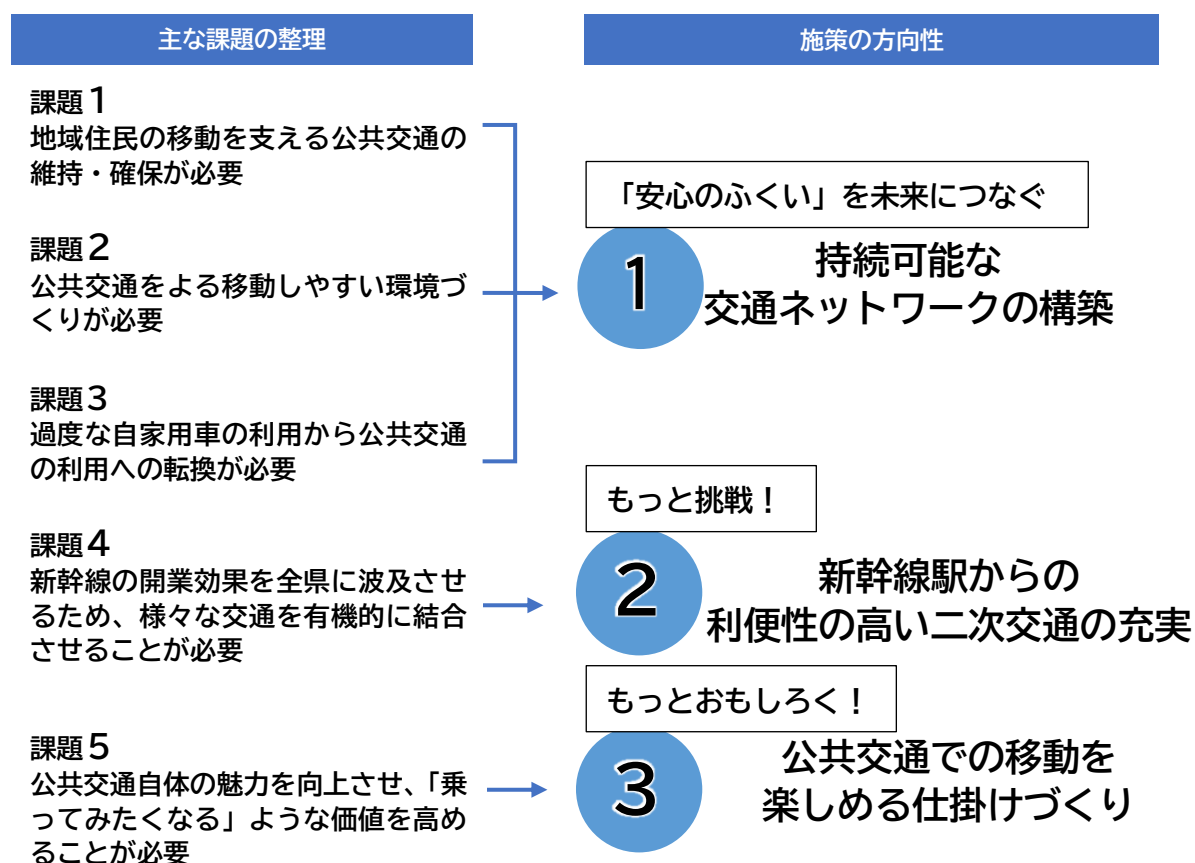 主な課題の整理
課題1
地域住民の移動を支える公共交通の
維持・確保が必要
課題2
公共交通をよる移動しやすい環境づ
くりが必要
課題3
過度な自家用車の利用から公共交通
の利用への転換が必要
課題4
新幹線の開業効果を全県に波及させ
るため、様々な交通を有機的に結合
させることが必要
課題5
公共交通自体の魅力を向上させ、「乗
ってみたくなる」ような価値を高め
ることが必要
施策の方向性
「安心のふくい」を未来につなぐ
1
持続可能な
交通ネットワークの構築
もっと挑戦！
2
新幹線駅からの
利便性の高い二次交通の充実
もっとおもしろく！
3
公共交通での移動を
楽しめる仕掛けづくり